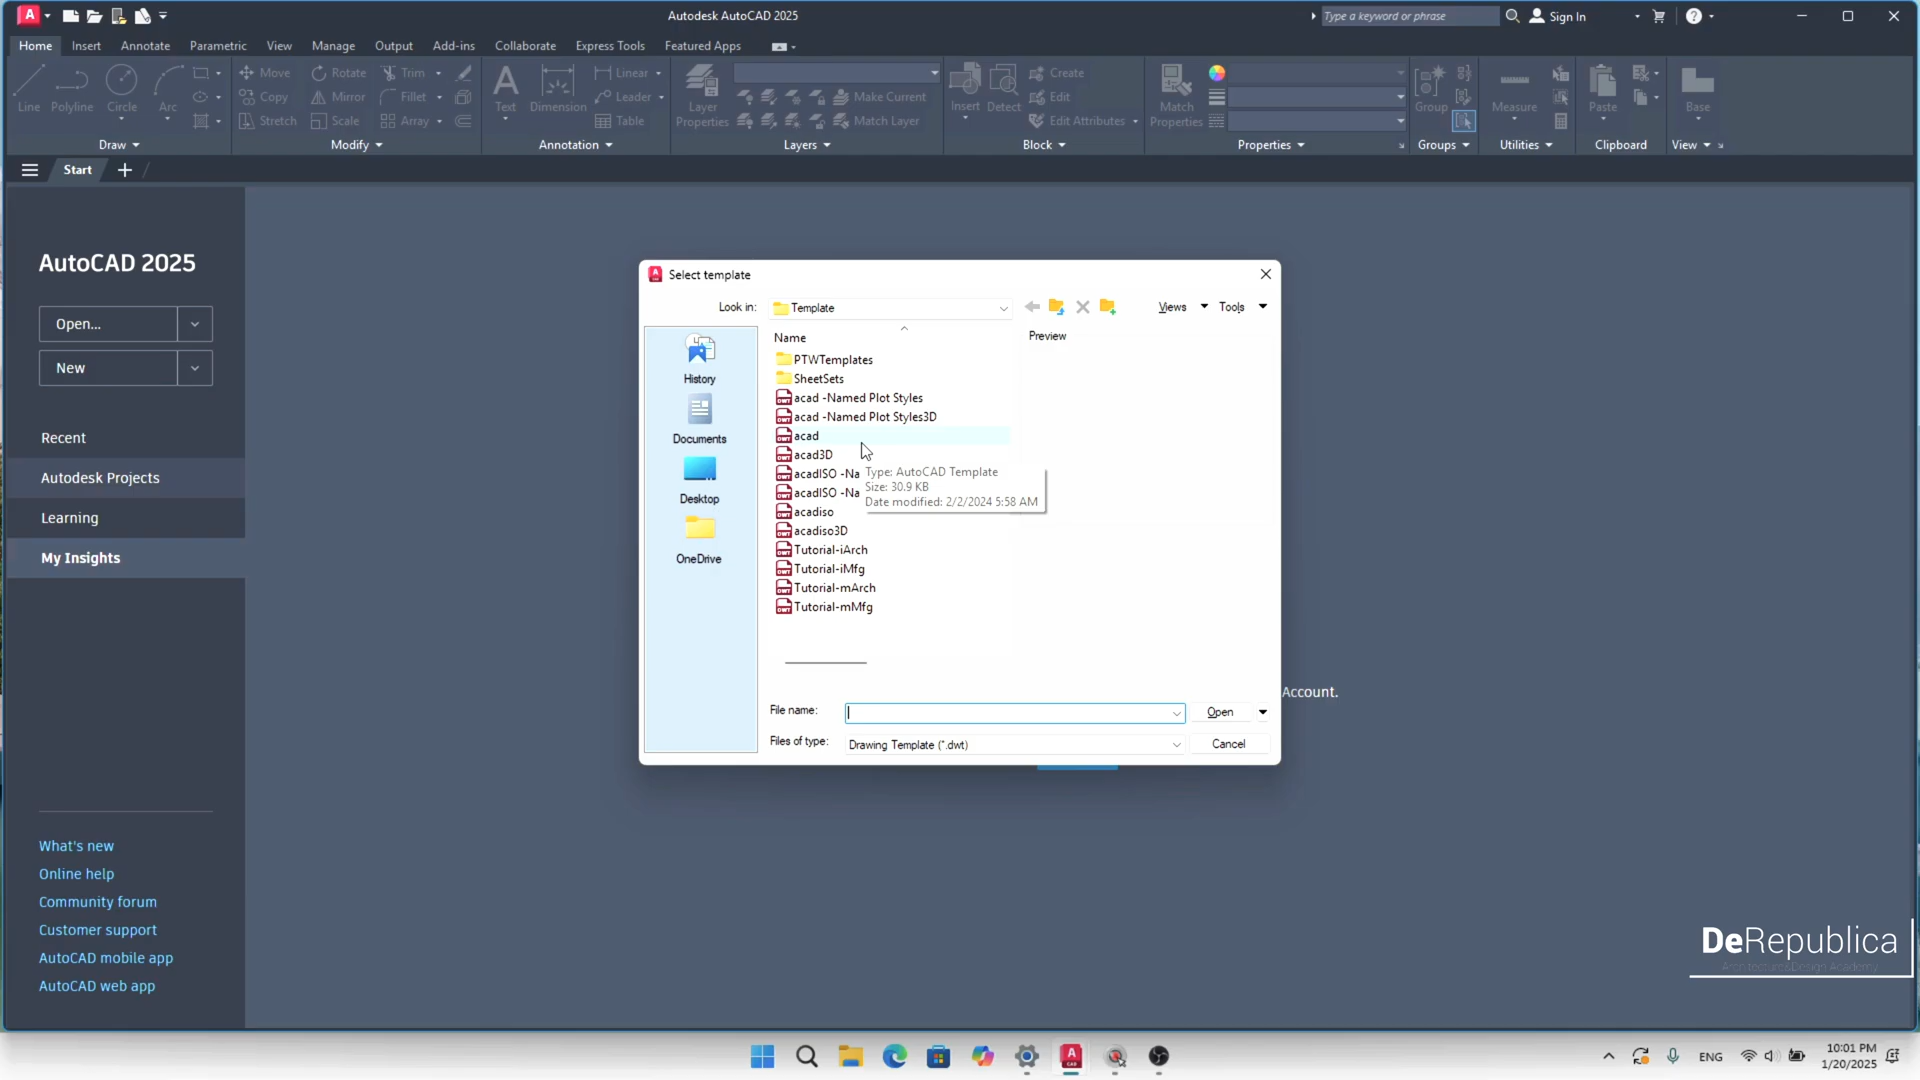 Autodesk AutoCAD 2025
Type a keyword or phrase
Sign In
Home Insert Annotate Parametric View Manage Output Add-ins Collaborate Express Tools Featured Apps
Line Polyline Circle Arc
Draw
Move Rotate Trim
Copy Mirror Fillet
Stretch Scale Array
Modify
Text Dimension
Linear
Leader
Table
Annotation
Layer Properties
Make Current
Match Layer
Layers
Insert Detect
Create
Edit
Edit Attributes
Block
Match Properties
Properties
Group
Groups
Measure
Utilities
Paste
Clipboard
Base
View
Start
AutoCAD 2025
Open...
New
Recent
Autodesk Projects
Learning
My Insights
What's new
Online help
Community forum
Customer support
AutoCAD mobile app
AutoCAD web app
Select template
Look in: Template
Views Tools
History
Documents
Desktop
OneDrive
Name
PTWTemplates
SheetSets
acad -Named Plot Styles
acad -Named Plot Styles3D
acad
acad3D
acadISO -Na
acadISO -Na
acadiso
acadiso3D
Tutorial-iArch
Tutorial-iMfg
Tutorial-mArch
Tutorial-mMfg
Type: AutoCAD Template
Size: 30.9 KB
Date modified: 2/2/2024 5:58 AM
Preview
File name:
Open
Files of type: Drawing Template (*.dwt)
Cancel
Account.
DeRepublica
Architecture&Design Academy
ENG
10:01 PM
1/20/2025